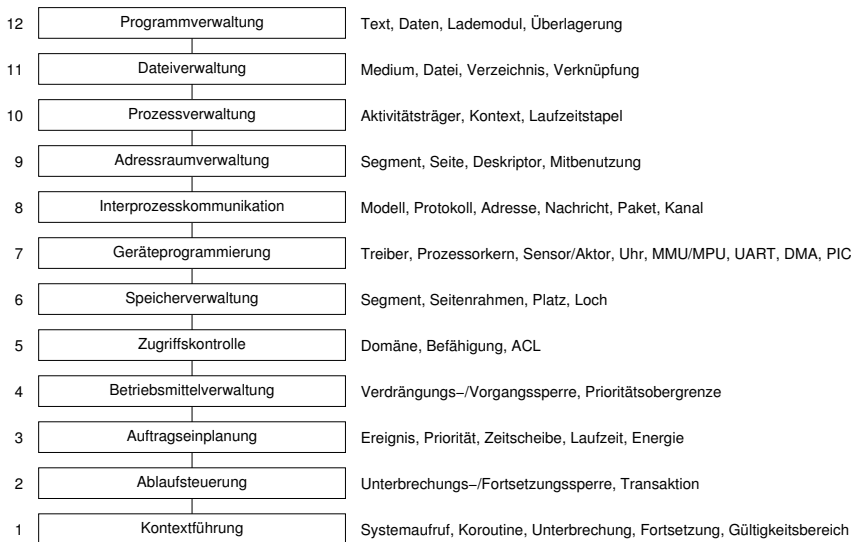 12 Programmverwaltung Text, Daten, Lademodul, Überlagerung
11 Dateiverwaltung Medium, Datei, Verzeichnis, Verknüpfung
10 Prozessverwaltung Aktivitätsträger, Kontext, Laufzeitstapel
9 Adressraumverwaltung Segment, Seite, Deskriptor, Mitbenutzung
8 Interprozesskommunikation Modell, Protokoll, Adresse, Nachricht, Paket, Kanal
7 Geräteprogrammierung Treiber, Prozessorkern, Sensor/Aktor, Uhr, MMU/MPU, UART, DMA, PIC
6 Speicherverwaltung Segment, Seitenrahmen, Platz, Loch
5 Zugriffskontrolle Domäne, Befähigung, ACL
4 Betriebsmittelverwaltung Verdrängungs−/Vorgangssperre, Prioritätsobergrenze
3 Auftragseinplanung Ereignis, Priorität, Zeitscheibe, Laufzeit, Energie
2 Ablaufsteuerung Unterbrechungs−/Fortsetzungssperre, Transaktion
1 Kontextführung Systemaufruf, Koroutine, Unterbrechung, Fortsetzung, Gültigkeitsbereich